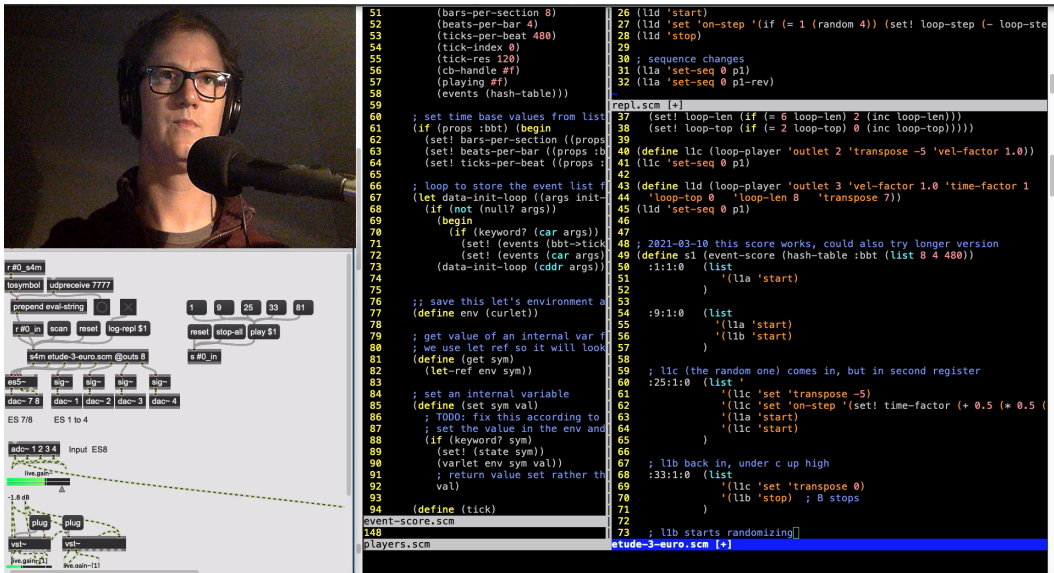 r #0_s4m
tosymbol
udpreceive 7777
prepend eval-string
r #0_in
scan
reset
log-repl $1
1
9
25
33
81
reset
stop-all
play $1
s #0_in
s4m etude-3-euro.scm @outs 8
es5~
sig~
sig~
sig~
sig~
dac~ 7 8
dac~ 1
dac~ 2
dac~ 3
dac~ 4
ES 7/8
ES 1 to 4
adc~ 1 2 3 4
Input ES8
live.gain~
-1.8 dB
plug
plug
vst~
vst~
live.gain~[1]
live.gain~[1]
51 (bars-per-section 8)
52 (beats-per-bar 4)
53 (ticks-per-beat 480)
54 (tick-index 0)
55 (tick-res 120)
56 (cb-handle #f)
57 (playing #f)
58 (events (hash-table)))
59
60 ; set time base values from list
61 (if (props :bbt) (begin
62 (set! bars-per-section ((props
63 (set! beats-per-bar ((props :b
64 (set! ticks-per-beat ((props :
65
66 ; loop to store the event list f
67 (let data-init-loop ((args init-
68 (if (not (null? args))
69 (begin
70 (if (keyword? (car args))
71 (set! (events (bbt->tick
72 (set! (events (car args)
73 (data-init-loop (cddr args))
74
75
76 ;; save this let's environment a
77 (define env (curlet))
78
79 ; get value of an internal var f
80 ; we use let ref so it will look
81 (define (get sym)
82 (let-ref env sym))
83
84 ; set an internal variable
85 (define (set sym val)
86 ; TODO: fix this according to
87 ; set the value in the env and
88 (if (keyword? sym)
89 (set! (state sym))
90 (varlet env sym val))
91 ; return value set rather th
92 val)
93
94 (define (tick)
event-score.scm
148
players.scm
26 (l1d 'start)
27 (l1d 'set 'on-step '(if (= 1 (random 4)) (set! loop-step (- loop-ste
28 (l1d 'stop)
29
30 ; sequence changes
31 (l1a 'set-seq 0 p1)
32 (l1a 'set-seq 0 p1-rev)
~
repl.scm [+]
37 (set! loop-len (if (= 6 loop-len) 2 (inc loop-len)))
38 (set! loop-top (if (= 2 loop-top) 0 (inc loop-top)))))
39
40 (define l1c (loop-player 'outlet 2 'transpose -5 'vel-factor 1.0))
41 (l1c 'set-seq 0 p1)
42
43 (define l1d (loop-player 'outlet 3 'vel-factor 1.0 'time-factor 1
44 'loop-top 0 'loop-len 8 'transpose 7))
45 (l1d 'set-seq 0 p1)
46
47
48 ; 2021-03-10 this score works, could also try longer version
49 (define s1 (event-score (hash-table :bbt (list 8 4 480))
50 :1:1:0 (list
51 '(l1a 'start)
52 )
53
54 :9:1:0 (list
55 '(l1a 'start)
56 '(l1b 'start)
57 )
58
59 ; l1c (the random one) comes in, but in second register
60 :25:1:0 (list '
61 '(l1c 'set 'transpose -5)
62 '(l1c 'set 'on-step '(set! time-factor (+ 0.5 (* 0.5 (
63 '(l1a 'start)
64 '(l1c 'start)
65 )
66
67 ; l1b back in, under c up high
68 :33:1:0 (list
69 '(l1c 'set 'transpose 0)
70 '(l1b 'stop) ; B stops
71 )
72
73 ; l1b starts randomizing
etude-3-euro.scm [+]